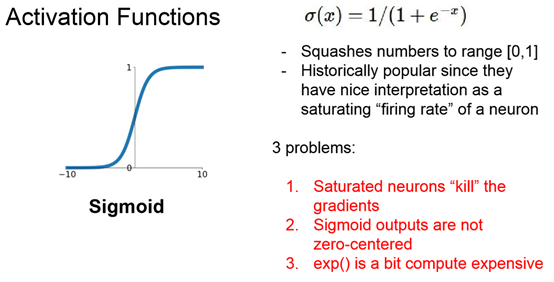 Activation Functions
σ(x) = 1/(1 + e⁻ˣ)
- Squashes numbers to range [0,1]
- Historically popular since they
have nice interpretation as a
saturating “firing rate” of a neuron
1
0
−10
10
Sigmoid
3 problems:
1. Saturated neurons “kill” the
gradients
2. Sigmoid outputs are not
zero-centered
3. exp() is a bit compute expensive